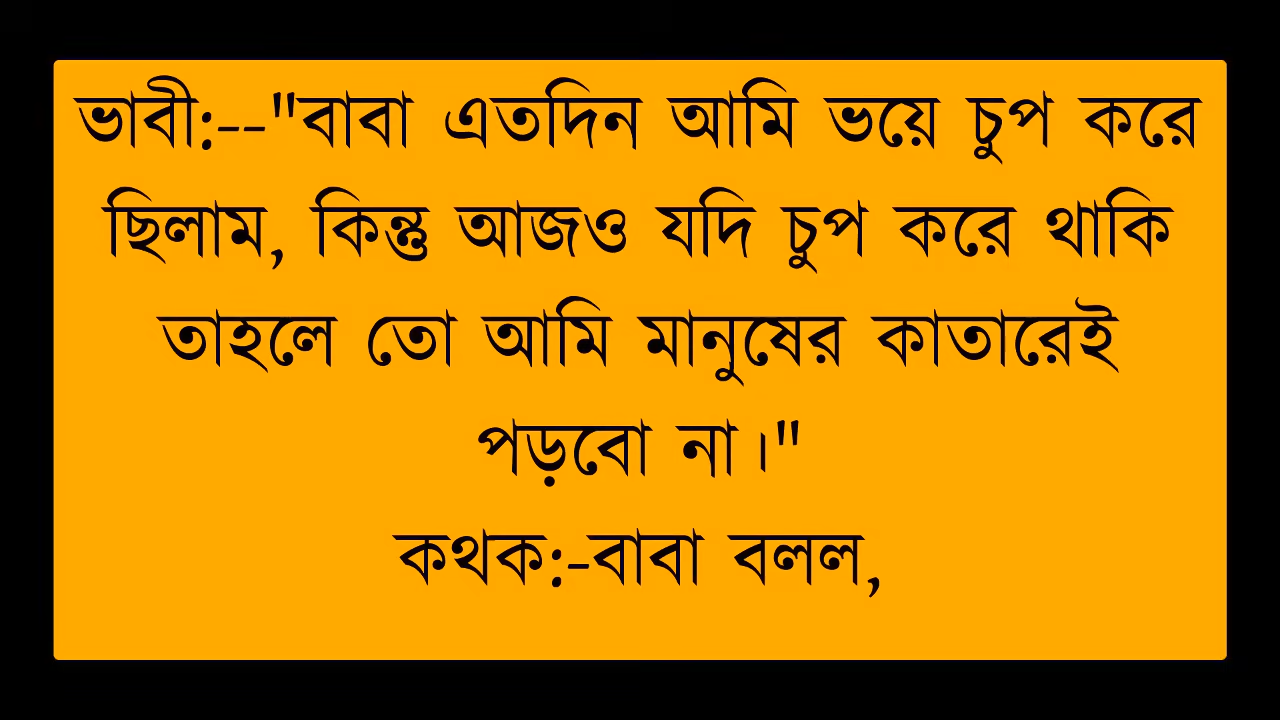 ভাবী:--"বাবা এতদিন আমি ভয়ে চুপ করে
ছিলাম, কিন্তু আজও যদি চুপ করে থাকি
তাহলে তো আমি মানুষের কাতারেই
পড়বো না।"
কথক:-বাবা বলল,